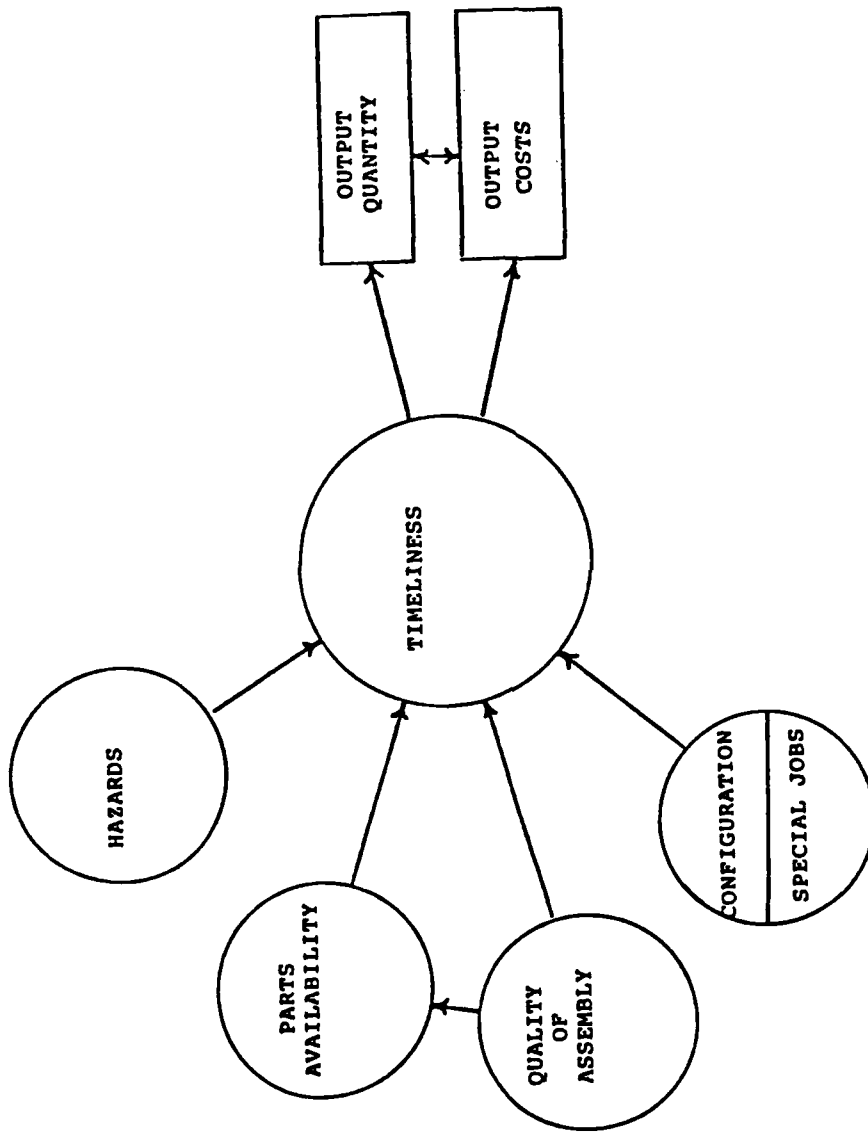 HAZARDS
PARTS
AVAILABILITY
QUALITY
OF
ASSEMBLY
CONFIGURATION
SPECIAL JOBS
TIMELINESS
OUTPUT
QUANTITY
OUTPUT
COSTS